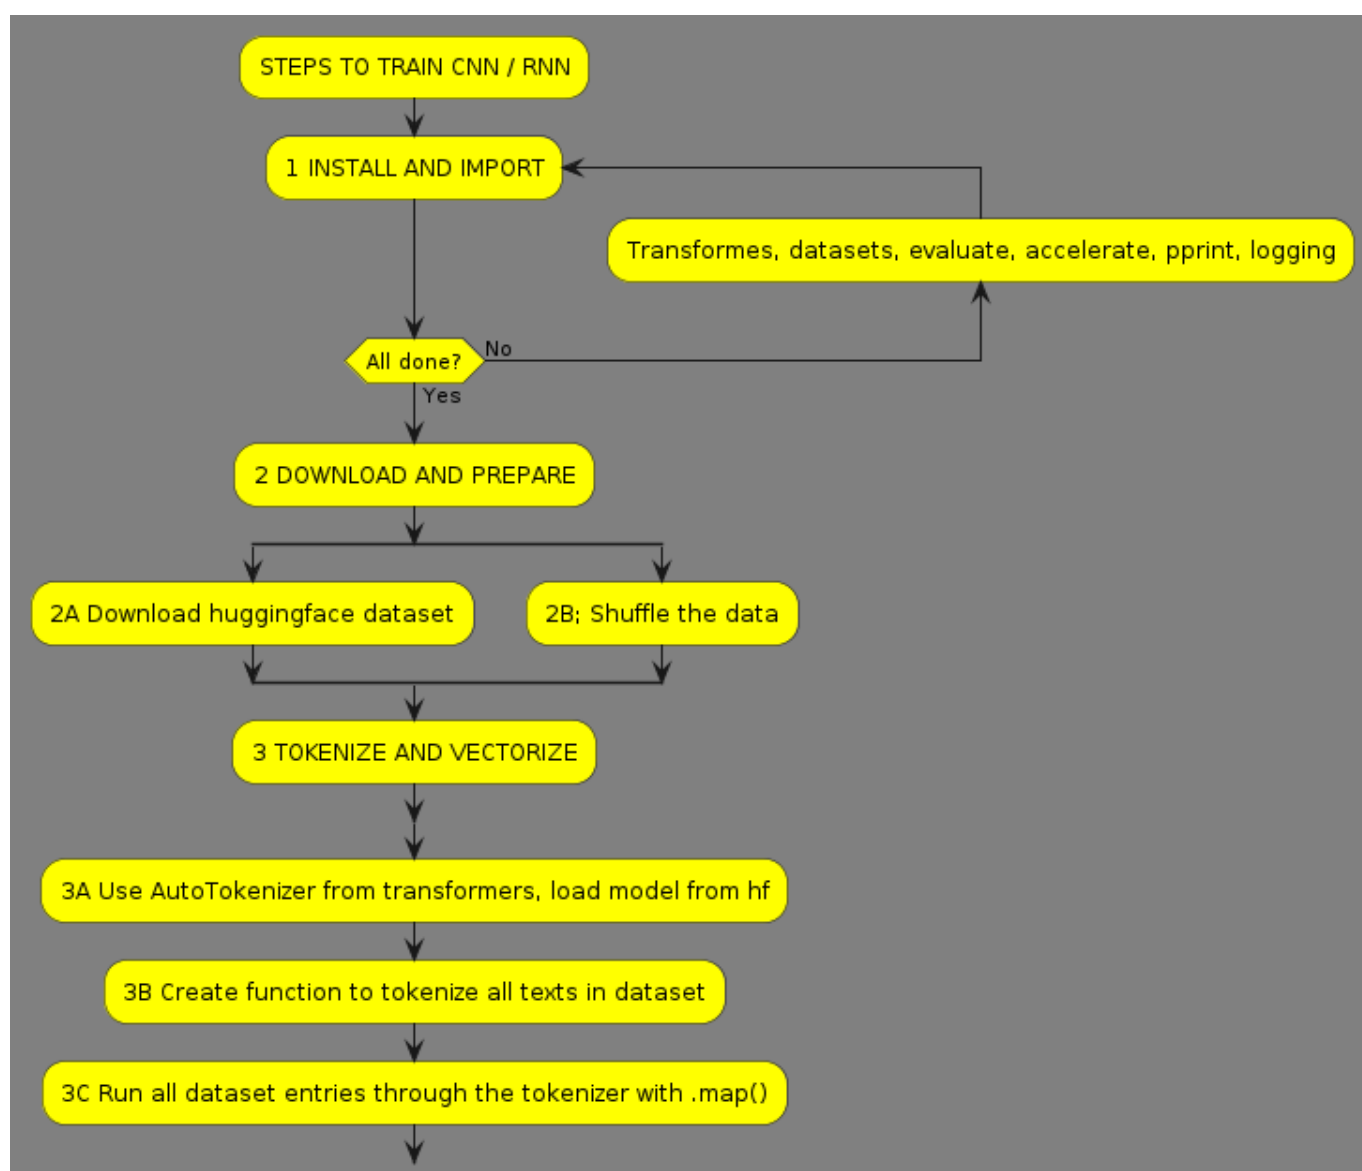 STEPS TO TRAIN CNN / RNN
1 INSTALL AND IMPORT
Transformes, datasets, evaluate, accelerate, pprint, logging
All done?
No
Yes
2 DOWNLOAD AND PREPARE
2A Download huggingface dataset
2B; Shuffle the data
3 TOKENIZE AND VECTORIZE
3A Use AutoTokenizer from transformers, load model from hf
3B Create function to tokenize all texts in dataset
3C Run all dataset entries through the tokenizer with .map()